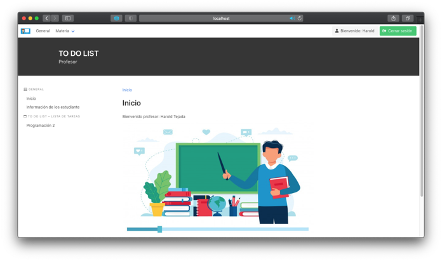 localhost
General Materia Bienvenido: Harold Cerrar sesión
TO DO LIST
Profesor
GENERAL
Inicio
Información de los estudiante
TO DO LIST - LISTA DE TAREAS
Programación 2
Inicio
Inicio
Bienvenido profesor: Harold Tejada